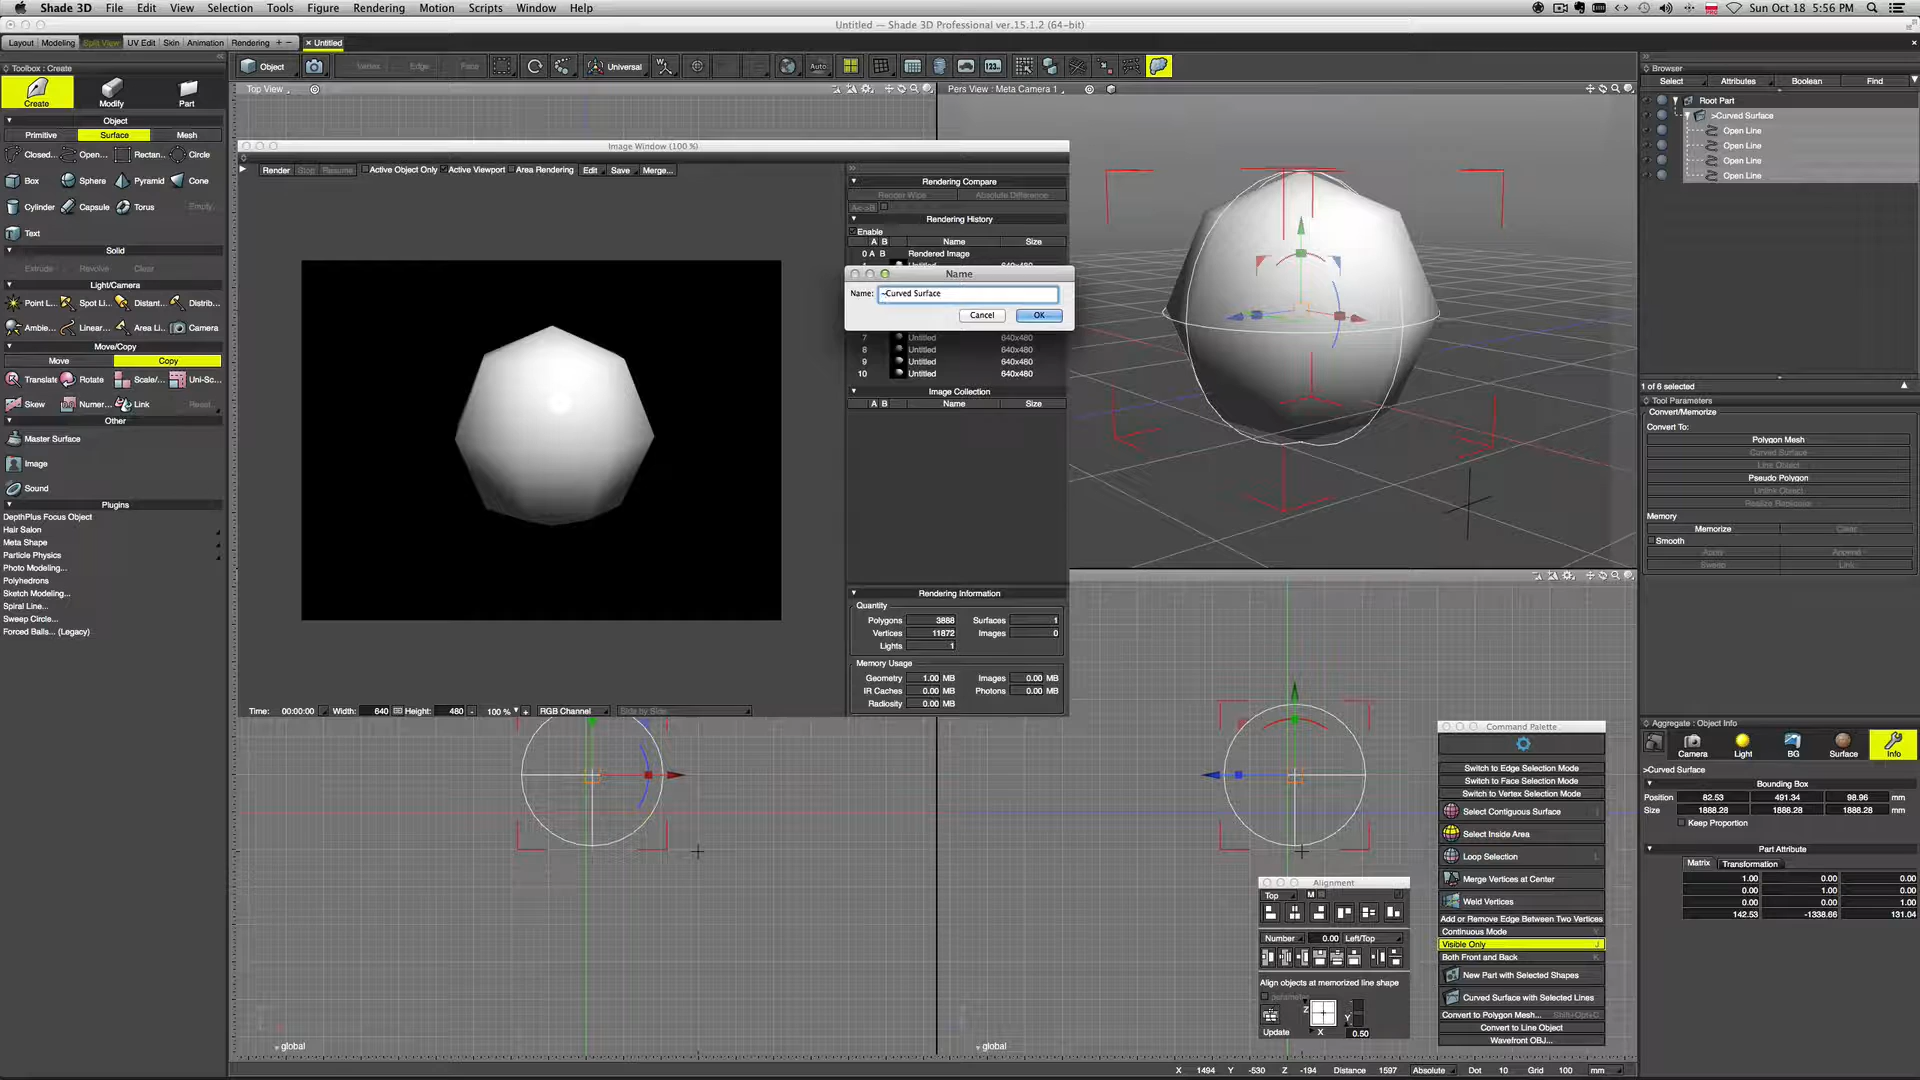 Shade 3D File Edit View Selection Tools Figure Rendering Motion Scripts Window Help
Sun Oct 18 5:56 PM
Untitled — Shade 3D Professional ver.15.1.2 (64-bit)
Layout Modeling Split View UV Edit Skin Animation Rendering + −
× Untitled
Toolbox : Create
Create Modify Part
Object
Primitive Surface Mesh
Closed... Open... Rectan... Circle
Box Sphere Pyramid Cone
Cylinder Capsule Torus Empty...
Text
Solid
Extrude Revolve Clear
Light/Camera
Point L... Spot Li... Distant... Distrib...
Ambie... Linear... Area Li... Camera
Move/Copy
Move Copy
Translate Rotate Scale/... Uni-Sc...
Skew Numer... Link Reset...
Other
Master Surface
Image
Sound
Plugins
DepthPlus Focus Object
Hair Salon
Meta Shape
Particle Physics
Photo Modeling...
Polyhedrons
Sketch Modeling...
Spiral Line...
Sweep Circle...
Forced Balls... (Legacy)
Object Vertex Edge Face Universal Auto 123..
Top View
Pers View : Meta Camera 1
Image Window (100 %)
Render Stop Resume Active Object Only Active Viewport Area Rendering Edit Save Merge...
Rendering Compare
Render Wipe Absolute Difference
A<->B
Rendering History
Enable
A B Name Size
0 A B Rendered Image
Name
Name: ~Curved Surface
Cancel OK
7 Untitled 640x480
8 Untitled 640x480
9 Untitled 640x480
10 Untitled 640x480
Image Collection
A B Name Size
Rendering Information
Quantity
Polygons 3888 Surfaces 1
Vertices 11872 Images 0
Lights 1
Memory Usage
Geometry 1.00 MB Images 0.00 MB
IR Caches 0.00 MB Photons 0.00 MB
Radiosity 0.00 MB
Time: 00:00:00 Width: 640 Height: 480 100 % RGB Channel Side by Side
global
global
Command Palette
Switch to Edge Selection Mode
Switch to Face Selection Mode
Switch to Vertex Selection Mode
Select Contiguous Surface
Select Inside Area
Loop Selection L
Merge Vertices at Center
Weld Vertices
Add or Remove Edge Between Two Vertices
Continuous Mode
Visible Only J
Both Front and Back K
New Part with Selected Shapes
Curved Surface with Selected Lines
Convert to Polygon Mesh... Shift+Opt+C
Convert to Line Object
Wavefront OBJ...
Alignment
Top M
Number 0.00 Left/Top
Align objects at memorized line shape
parameter
Z Y
Update X 0.50
X 1494 Y -530 Z -194 Distance 1597 Absolute Dot 10 Grid 100 mm
Browser
Select Attributes Boolean Find
Root Part
>Curved Surface
Open Line
Open Line
Open Line
Open Line
1 of 6 selected
Tool Parameters
Convert/Memorize
Convert To:
Polygon Mesh
Curved Surface
Line Object
Pseudo Polygon
Unlink Object
Realize Replicator
Memory
Memorize Clear
Smooth
Apply Append
Sweep Link
Aggregate : Object Info
Camera Light BG Surface Info
>Curved Surface
Bounding Box
Position 82.53 491.34 98.96 mm
Size 1888.28 1888.28 1888.28 mm
Keep Proportion
Part Attribute
Matrix Transformation
1.00 0.00 0.00
0.00 1.00 0.00
0.00 0.00 1.00
142.53 -1338.66 131.04